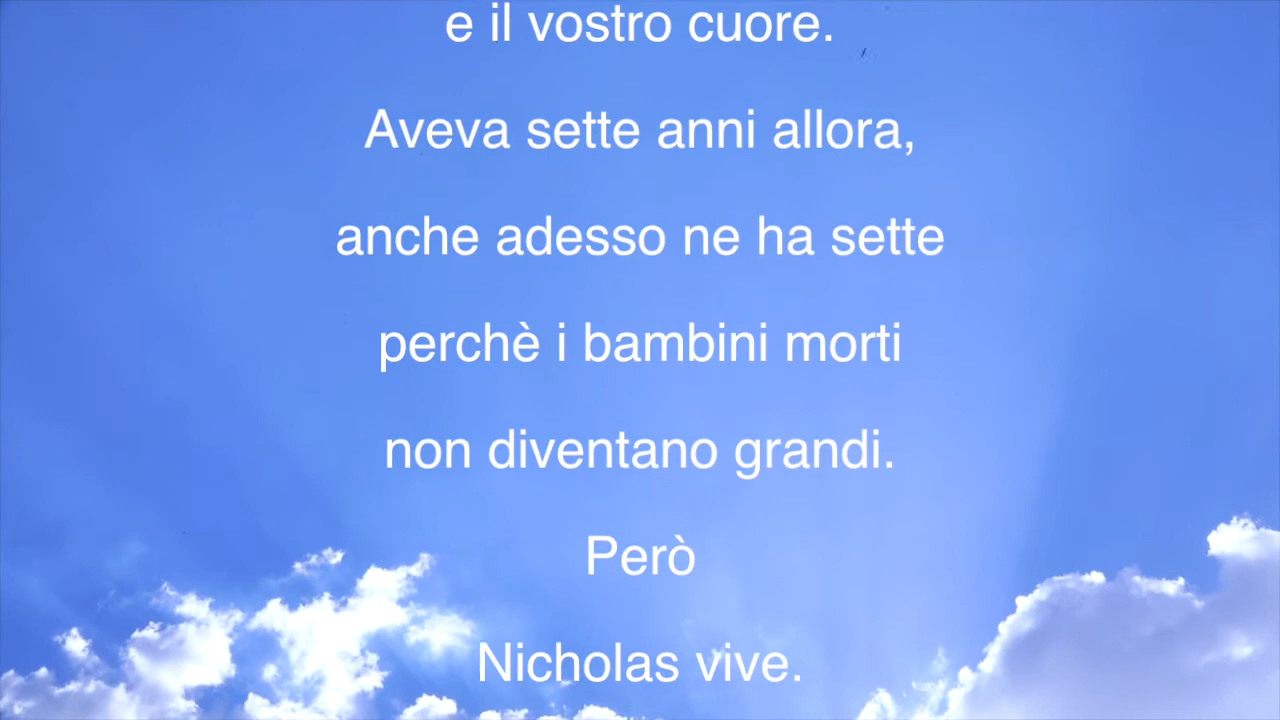 e il vostro cuore.
Aveva sette anni allora,
anche adesso ne ha sette
perchè i bambini morti
non diventano grandi.
Però
Nicholas vive.